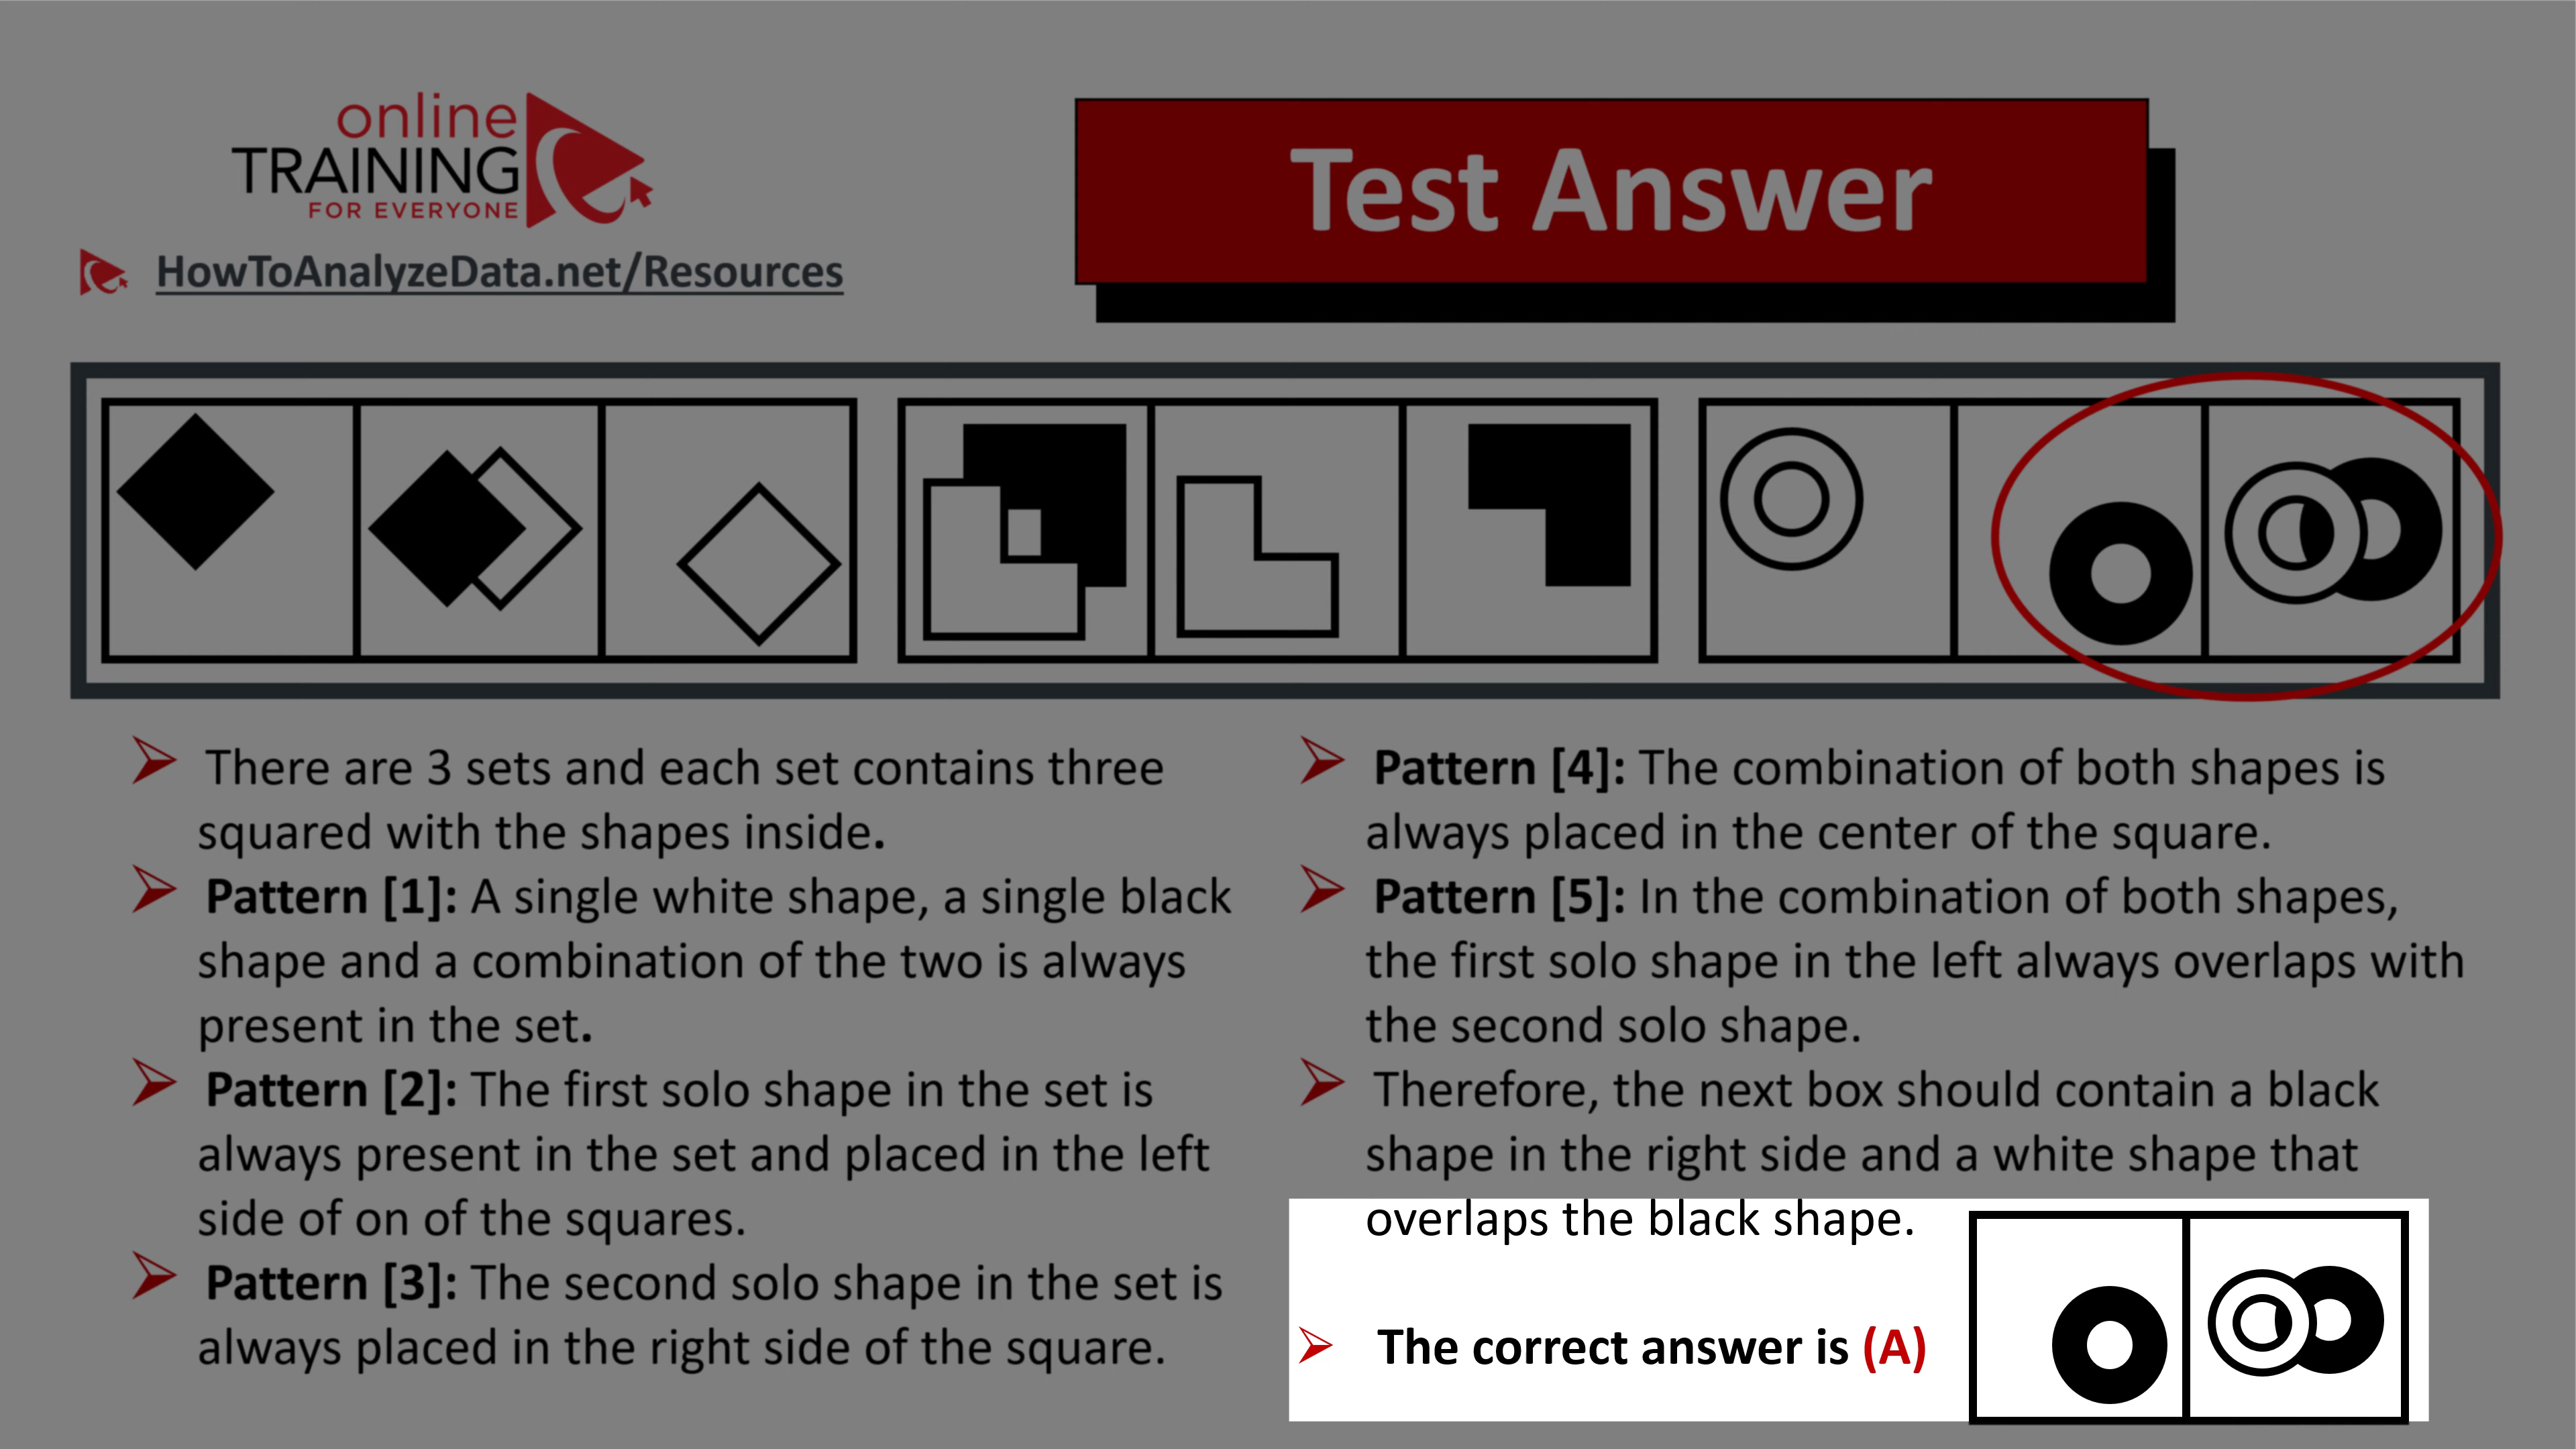 online
TRAINING
FOR EVERYONE
HowToAnalyzeData.net/Resources
Test Answer
There are 3 sets and each set contains three
squared with the shapes inside.
Pattern [1]: A single white shape, a single black
shape and a combination of the two is always
present in the set.
Pattern [2]: The first solo shape in the set is
always present in the set and placed in the left
side of on of the squares.
Pattern [3]: The second solo shape in the set is
always placed in the right side of the square.
Pattern [4]: The combination of both shapes is
always placed in the center of the square.
Pattern [5]: In the combination of both shapes,
the first solo shape in the left always overlaps with
the second solo shape.
Therefore, the next box should contain a black
shape in the right side and a white shape that
overlaps the black shape.
The correct answer is (A)